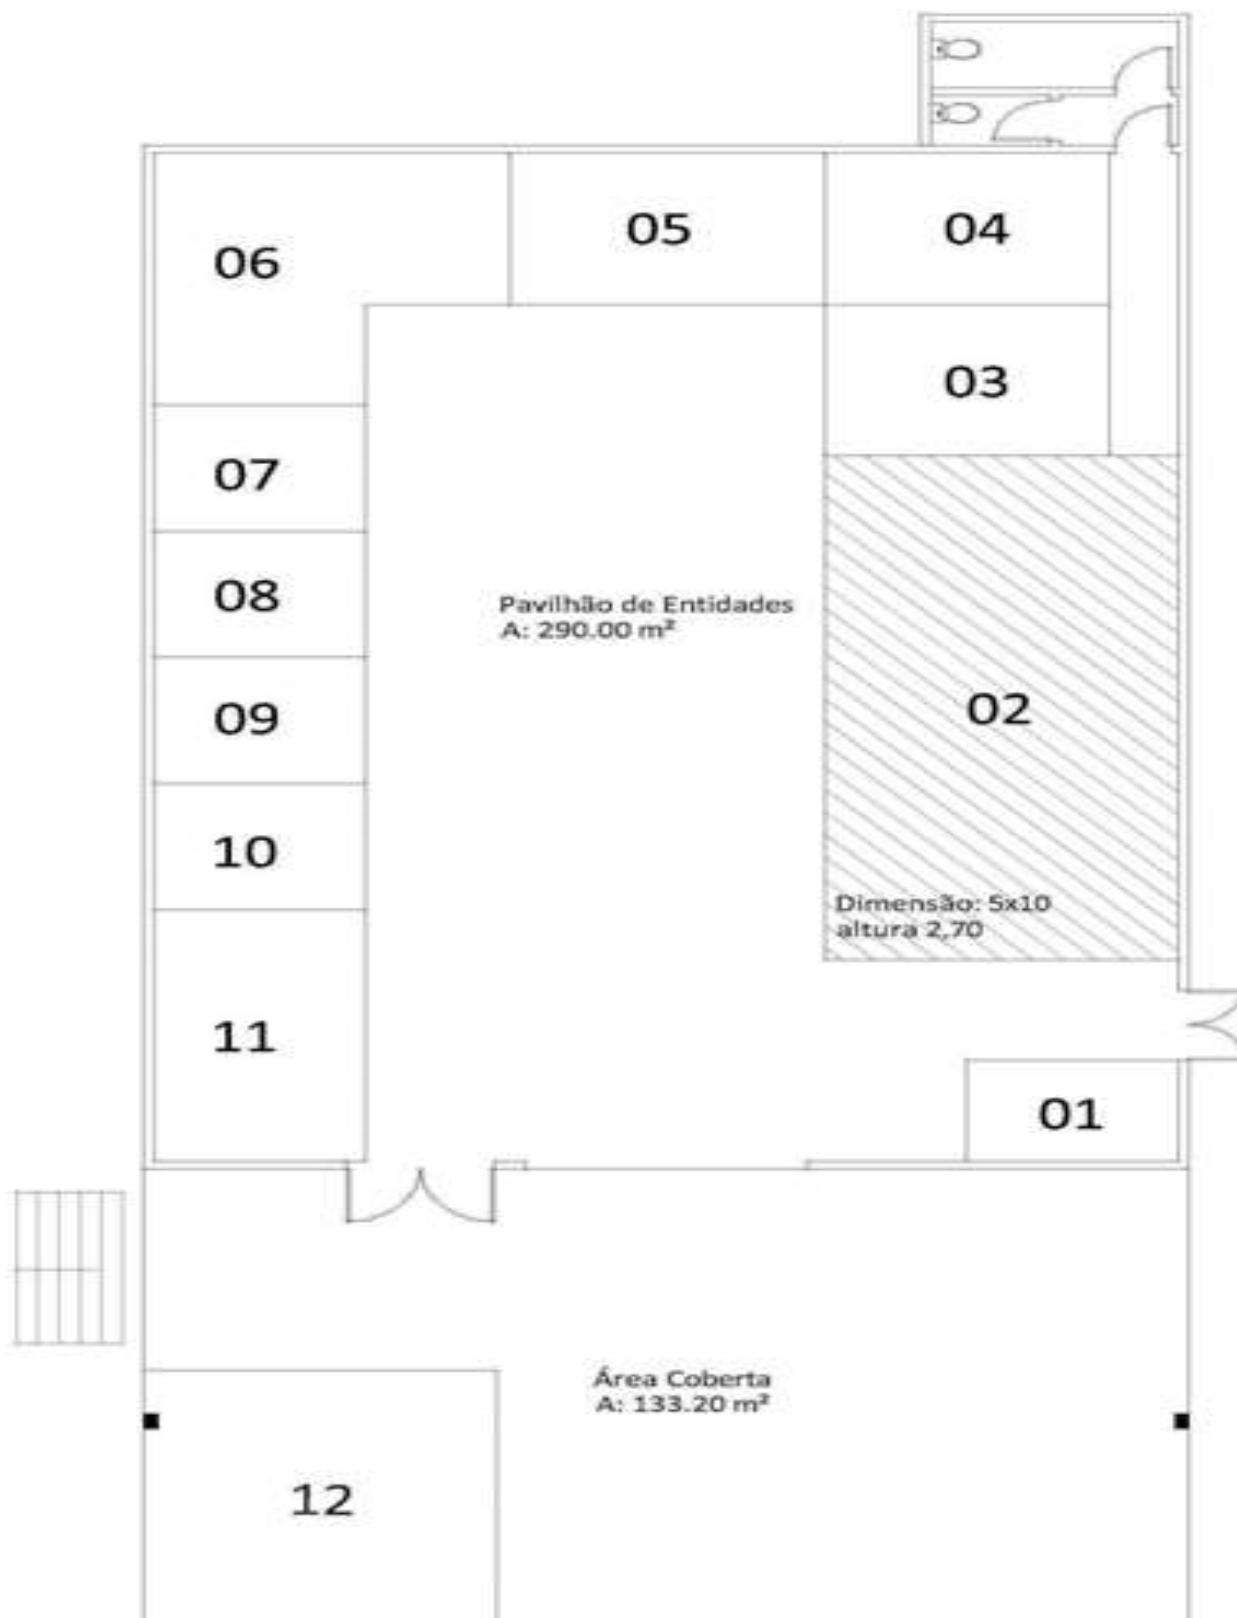 05
04
06
03
07
08
Pavilhão de Entidades
A: 290.00 m²
09
02
10
Dimensão: 5x10
altura 2,70
11
01
Área Coberta
A: 133.20 m²
12